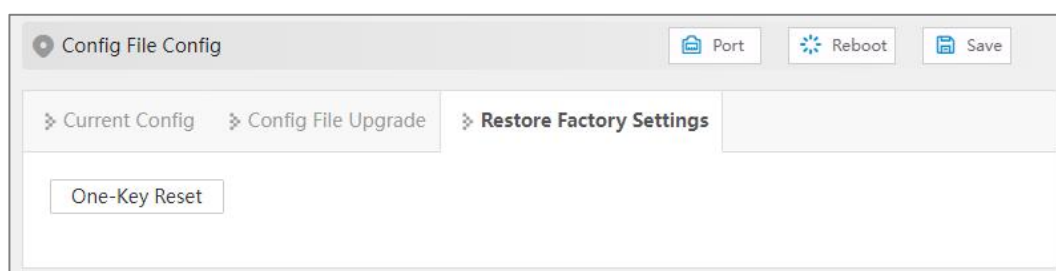 Config File Config Port Reboot Save
Current Config Config File Upgrade Restore Factory Settings
One-Key Reset